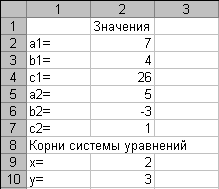 1 2 3
1 Значения
2 a1= 7
3 b1= 4
4 c1= 26
5 a2= 5
6 b2= -3
7 c2= 1
8 Корни системы уравнений
9 x= 2
10 y= 3